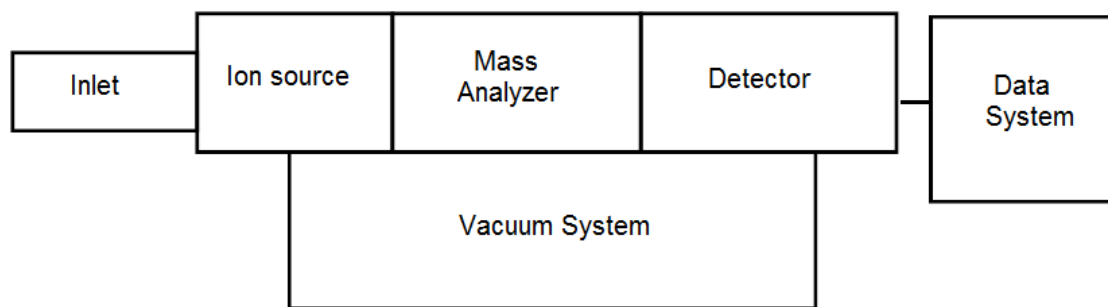 Inlet
Ion source
Mass
Analyzer
Detector
Data
System
Vacuum System